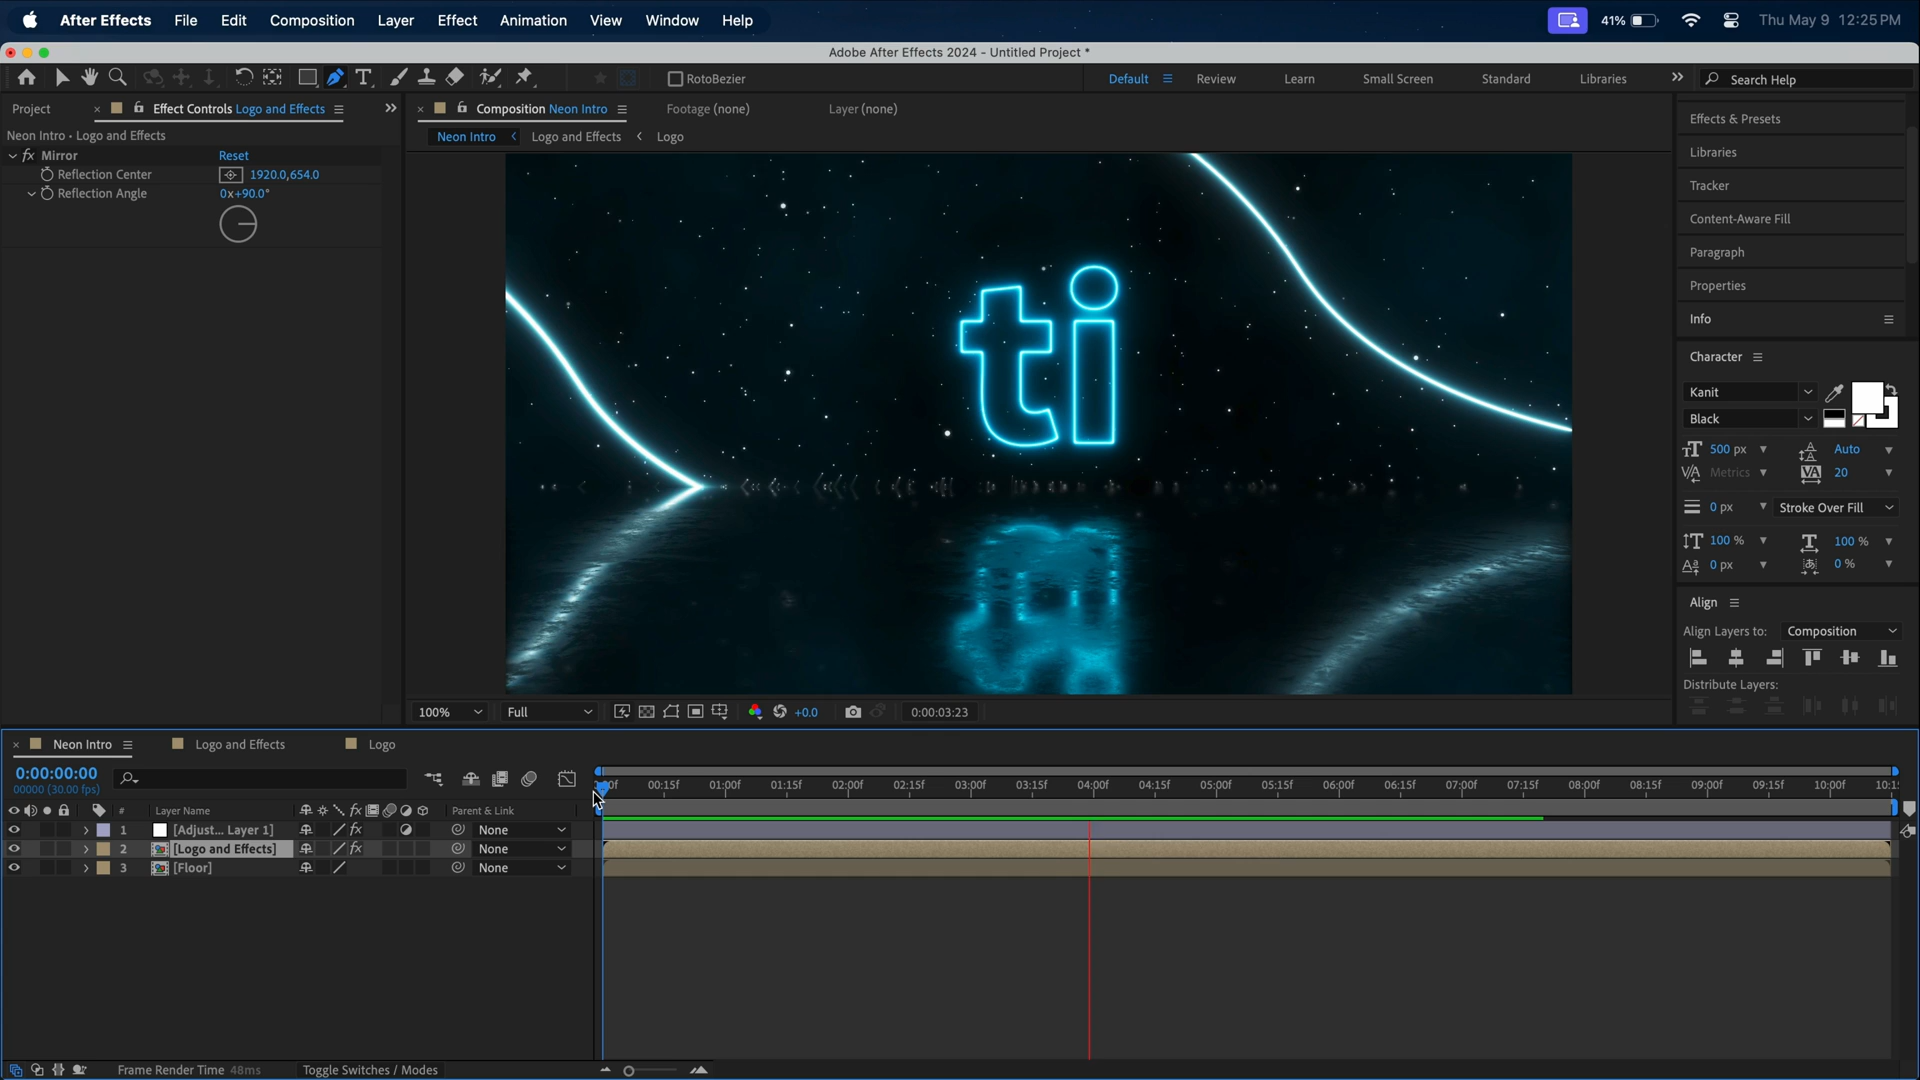 After Effects File Edit Composition Layer Effect Animation View Window Help 41% Thu May 9 12:25 PM
Adobe After Effects 2024 - Untitled Project *
RotoBezier Default Review Learn Small Screen Standard Libraries Search Help
Project Effect Controls Logo and Effects
Composition Neon Intro Footage (none) Layer (none)
Neon Intro • Logo and Effects
Neon Intro Logo and Effects Logo
fx Mirror Reset
Reflection Center 1920.0,654.0
Reflection Angle 0x+90.0°
ti
Effects & Presets
Libraries
Tracker
Content-Aware Fill
Paragraph
Properties
Info
Character
Kanit
Black
500 px Auto
Metrics 20
0 px Stroke Over Fill
100 % 100 %
0 px 0 %
Align
Align Layers to: Composition
Distribute Layers:
100% Full +0.0 0:00:03:23
Neon Intro Logo and Effects Logo
0:00:00:00
00000 (30.00 fps)
00:15f 01:00f 01:15f 02:00f 02:15f 03:00f 03:15f 04:00f 04:15f 05:00f 05:15f 06:00f 06:15f 07:00f 07:15f 08:00f 08:15f 09:00f 09:15f 10:00f
# Layer Name fx Parent & Link
1 [Adjust... Layer 1] fx None
2 [Logo and Effects] fx None
3 [Floor] None
Frame Render Time 48ms Toggle Switches / Modes